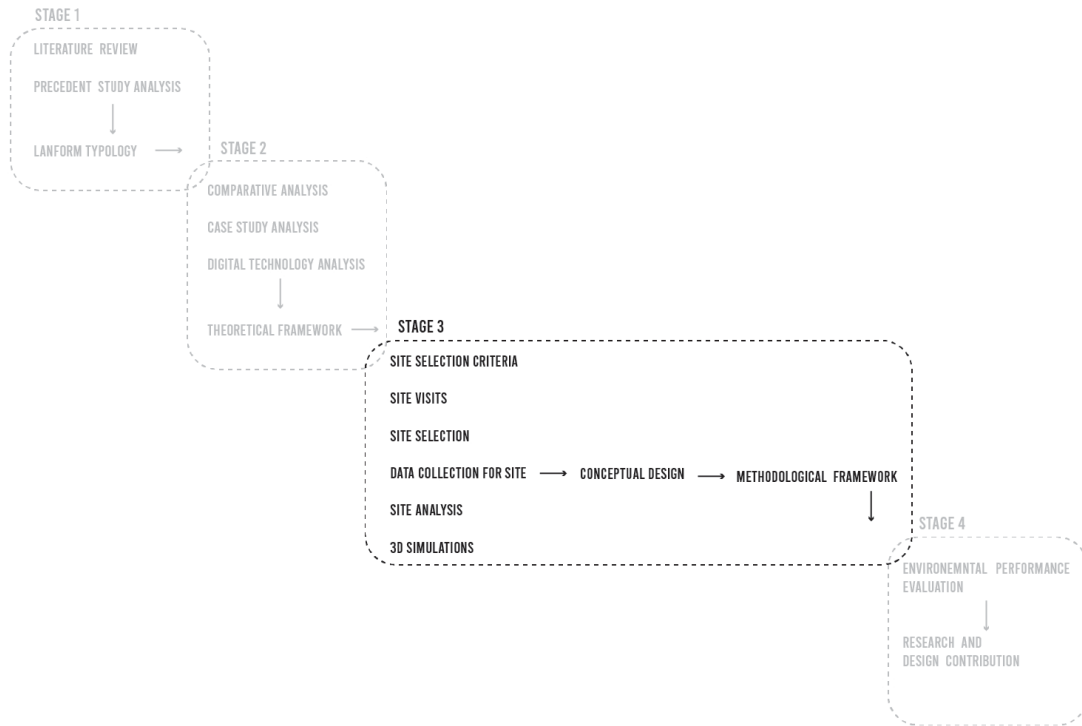 STAGE 1
LITERATURE REVIEW
PRECEDENT STUDY ANALYSIS
LANFORM TYPOLOGY
STAGE 2
COMPARATIVE ANALYSIS
CASE STUDY ANALYSIS
DIGITAL TECHNOLOGY ANALYSIS
THEORETICAL FRAMEWORK
STAGE 3
SITE SELECTION CRITERIA
SITE VISITS
SITE SELECTION
DATA COLLECTION FOR SITE
CONCEPTUAL DESIGN
METHODOLOGICAL FRAMEWORK
SITE ANALYSIS
3D SIMULATIONS
STAGE 4
ENVIRONEMNTAL PERFORMANCE
EVALUATION
RESEARCH AND
DESIGN CONTRIBUTION